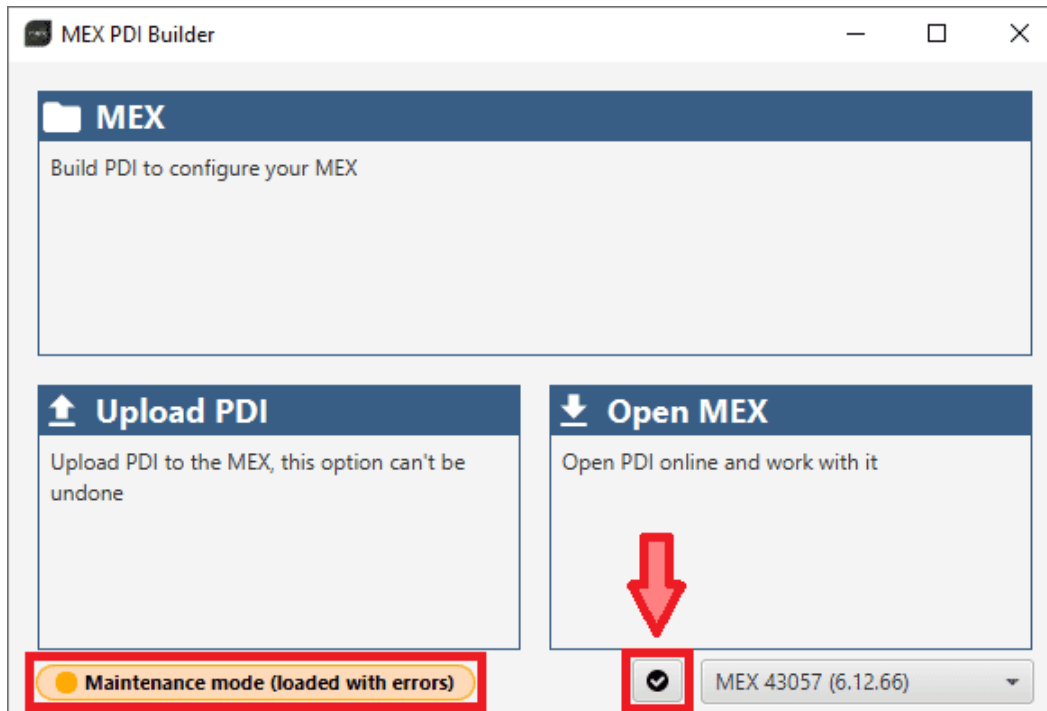 MEX PDI Builder
MEX
Build PDI to configure your MEX
Upload PDI
Upload PDI to the MEX, this option can't be
undone
Open MEX
Open PDI online and work with it
Maintenance mode (loaded with errors)
MEX 43057 (6.12.66)